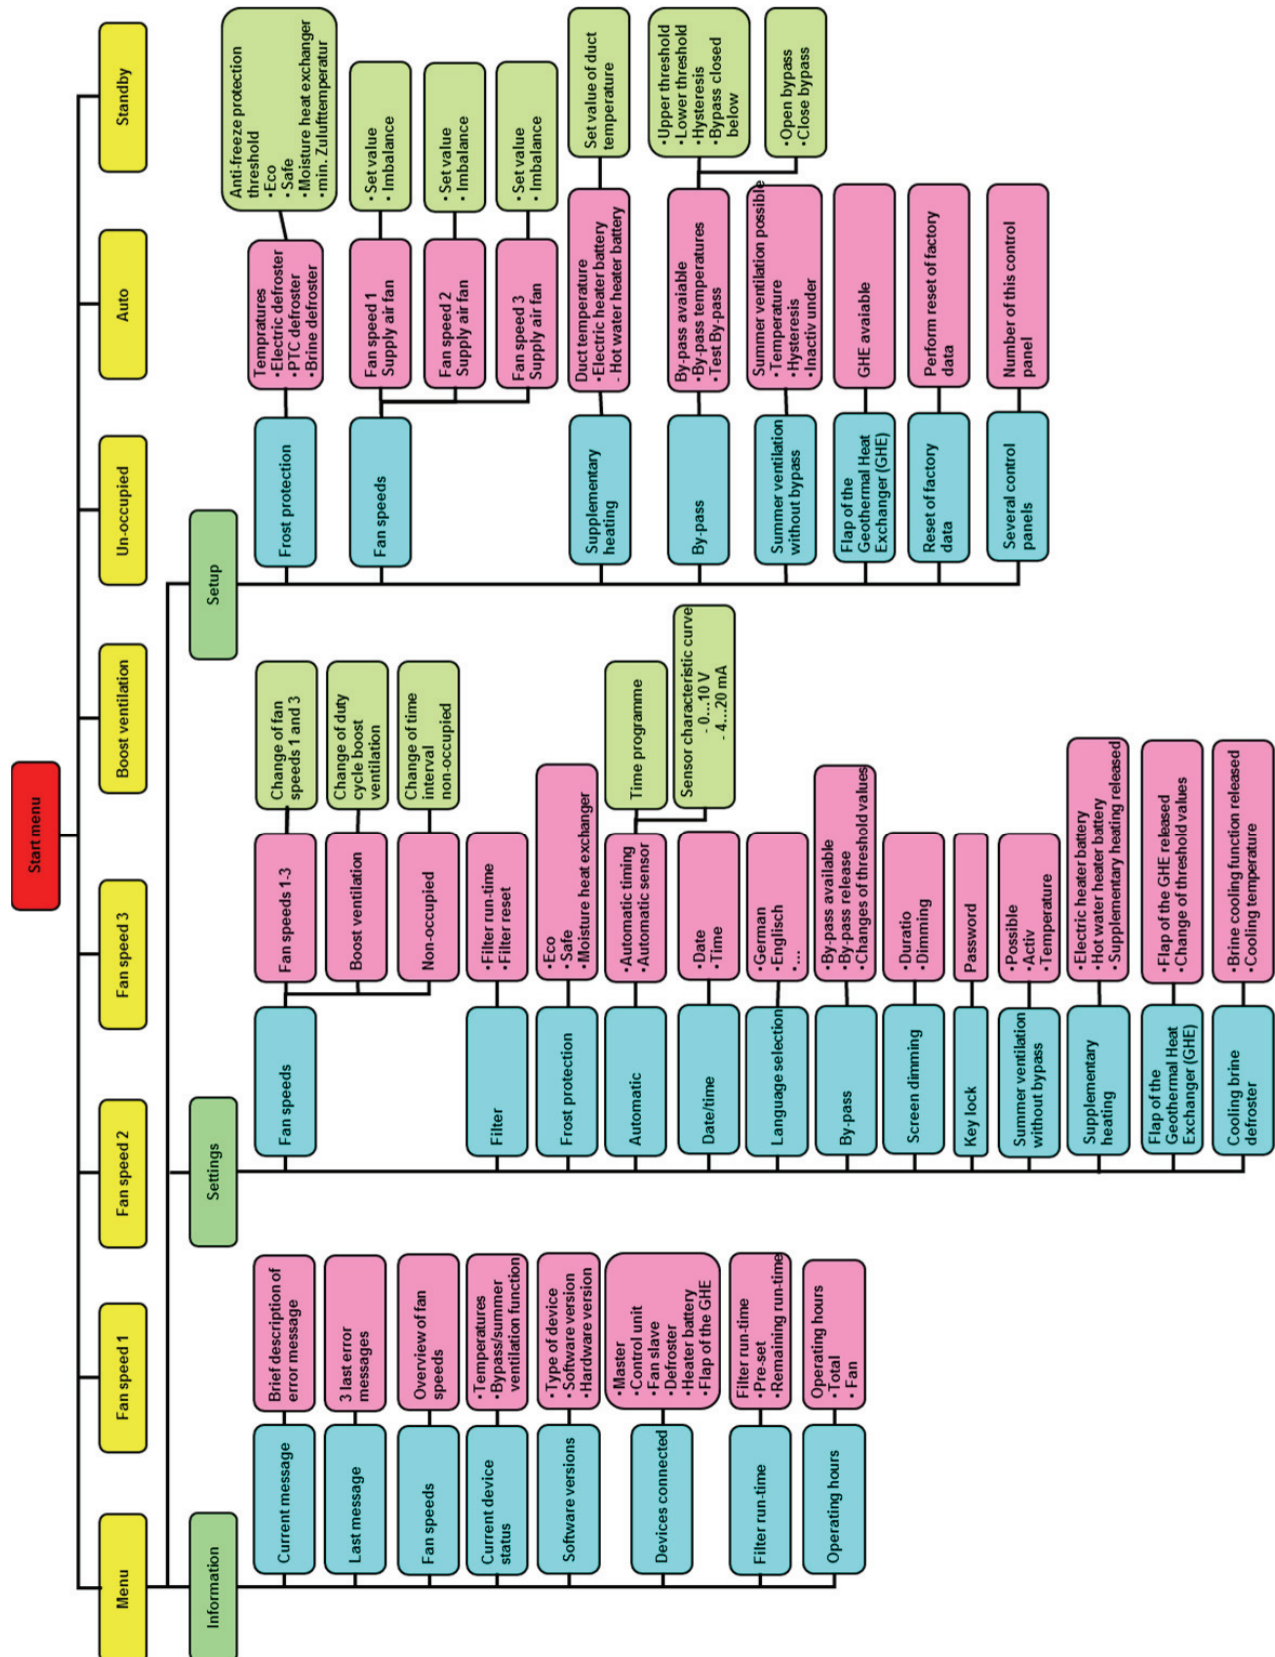 Start menu
Menu
Fan speed 1
Fan speed 2
Fan speed 3
Boost ventilation
Un-occupied
Auto
Standby
Information
Current message
Brief description of
error message
Last message
3 last error
messages
Fan speeds
Overview of fan
speeds
Current device
status
•Temperatures
•Bypass/summer
ventilation function
Software versions
•Type of device
•Software version
•Hardware version
Devices connected
•Master
•Control unit
•Fan slave
•Defroster
•Heater battery
•Flap of the GHE
Filter run-time
Filter run-time
•Pre-set
•Remaining run-time
Operating hours
Operating hours
•Total
•Fan
Settings
Fan speeds
Fan speeds 1-3
Change of fan
speeds 1 and 3
Boost ventilation
Change of duty
cycle boost
ventilation
Non-occupied
Change of time
interval
non-occupied
Filter
•Filter run-time
•Filter reset
Frost protection
•Eco
•Safe
•Moisture heat exchanger
Automatic
•Automatic timing
•Automatic sensor
Time programme
Sensor characteristic curve
- 0...10 V
- 4...20 mA
Date/time
•Date
•Time
Language selection
•German
•Englisch
•...
By-pass
•By-pass available
•By-pass release
•Changes of threshold values
Screen dimming
•Duratio
•Dimming
Key lock
Password
Summer ventilation
without bypass
•Possible
•Activ
•Temperature
Supplementary
heating
•Electric heater battery
•Hot water heater battery
•Supplementary heating released
Flap of the
Geothermal Heat
Exchanger (GHE)
•Flap of the GHE released
•Change of threshold values
Cooling brine
defroster
•Brine cooling function released
•Cooling temperature
Setup
Frost protection
Tempratures
•Electric defroster
•PTC defroster
•Brine defroster
Anti-freeze protection
threshold
•Eco
•Safe
•Moisture heat exchanger
•min. Zulufttemperatur
Fan speeds
Fan speed 1
Supply air fan
•Set value
•Imbalance
Fan speed 2
Supply air fan
•Set value
•Imbalance
Fan speed 3
Supply air fan
•Set value
•Imbalance
Supplementary
heating
Duct temperature
•Electric heater battery
- Hot water heater battery
Set value of duct
temperature
By-pass
By-pass avaiable
•By-pass temperatures
•Test By-pass
•Upper threshold
•Lower threshold
•Hysteresis
•Bypass closed
below
•Open bypass
•Close bypass
Summer ventilation
without bypass
Summer ventilation possible
•Temperature
•Hysteresis
•Inactiv under
Flap of the
Geothermal Heat
Exchanger (GHE)
GHE avaiable
Reset of factory
data
Perform reset of factory
data
Several control
panels
Number of this control
panel